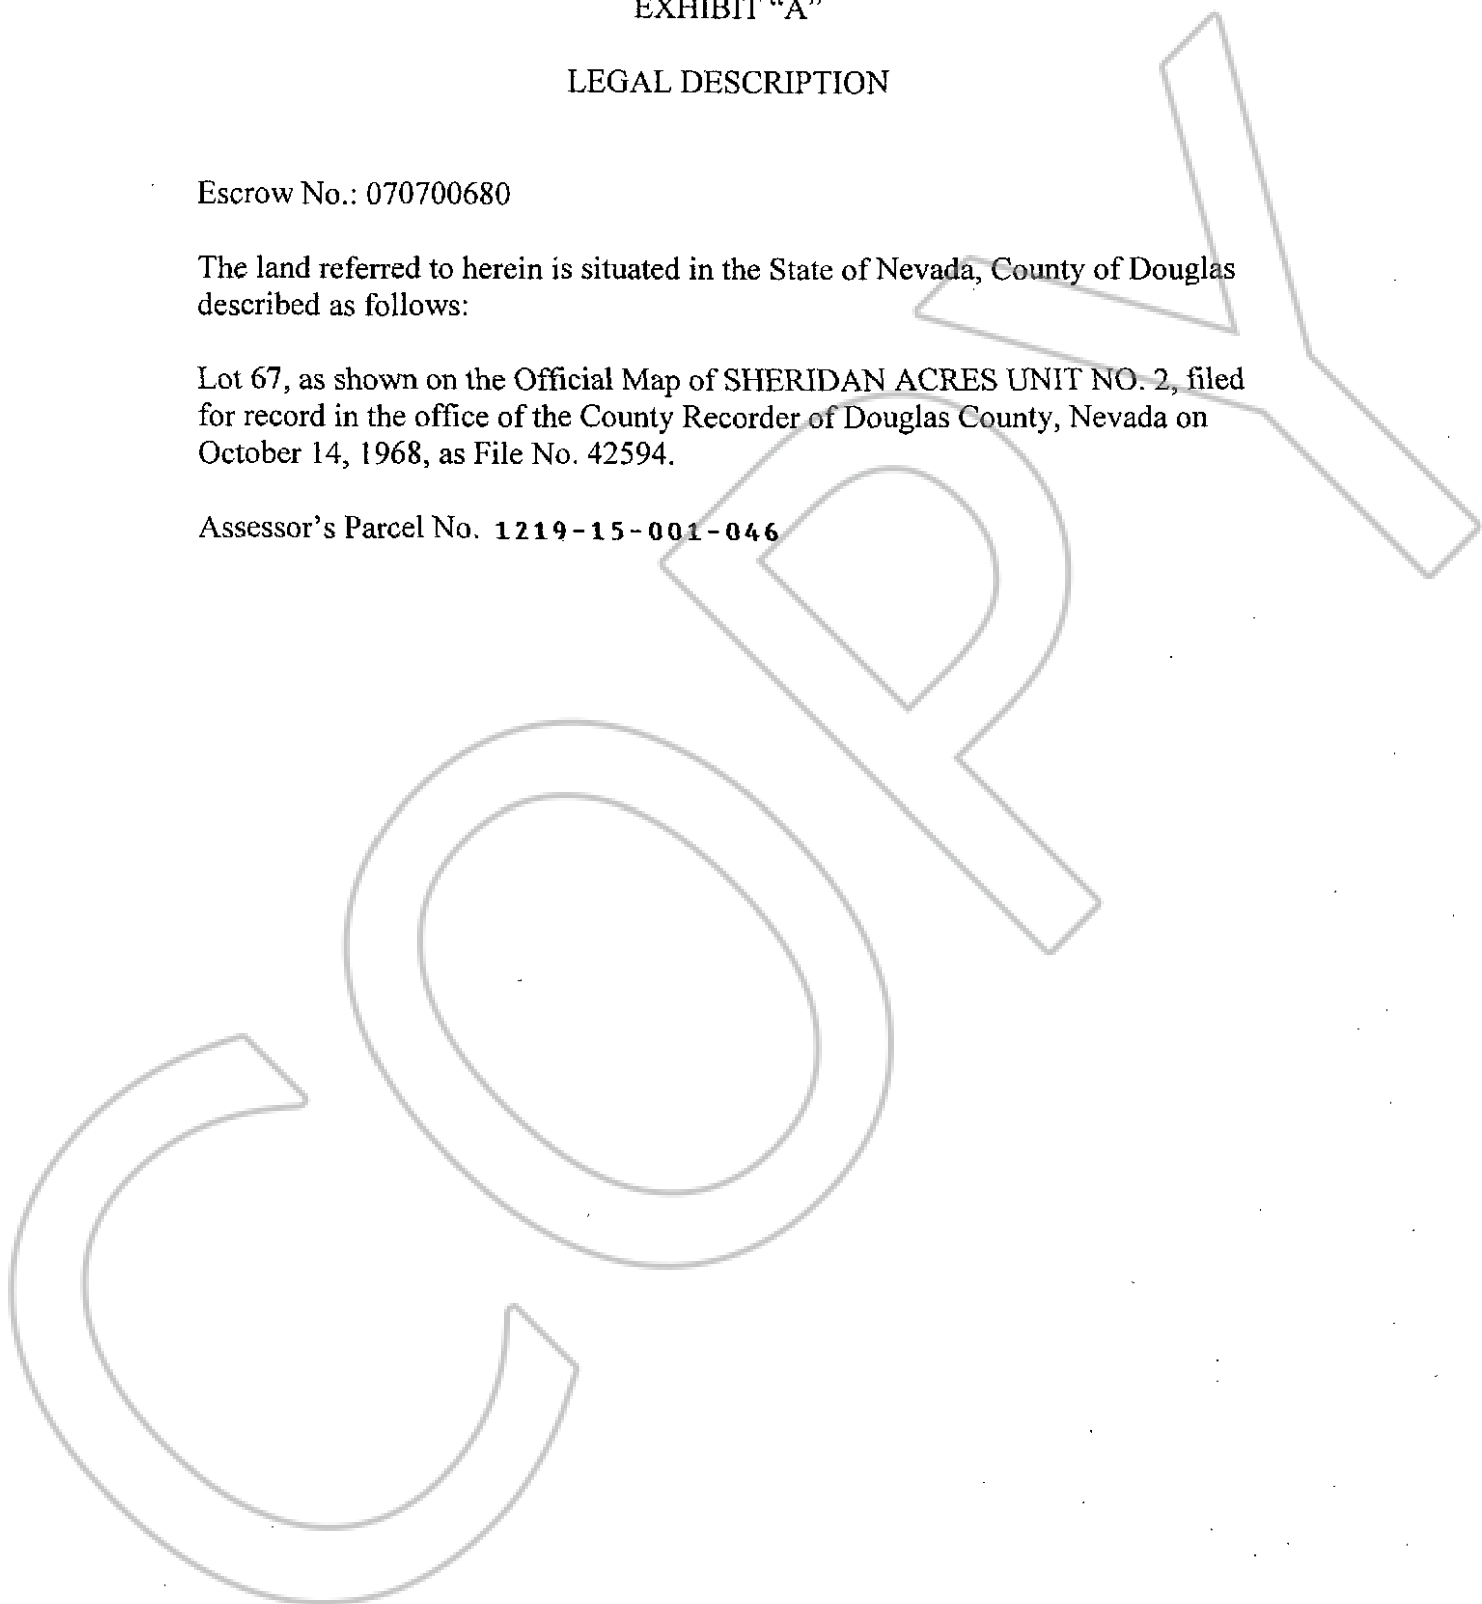 EXHIBIT “A”
LEGAL DESCRIPTION
Escrow No.: 070700680
The land referred to herein is situated in the State of Nevada, County of Douglas
described as follows:
Lot 67, as shown on the Official Map of SHERIDAN ACRES UNIT NO. 2, filed
for record in the office of the County Recorder of Douglas County, Nevada on
October 14, 1968, as File No. 42594.
Assessor’s Parcel No. 1219-15-001-046
COPY